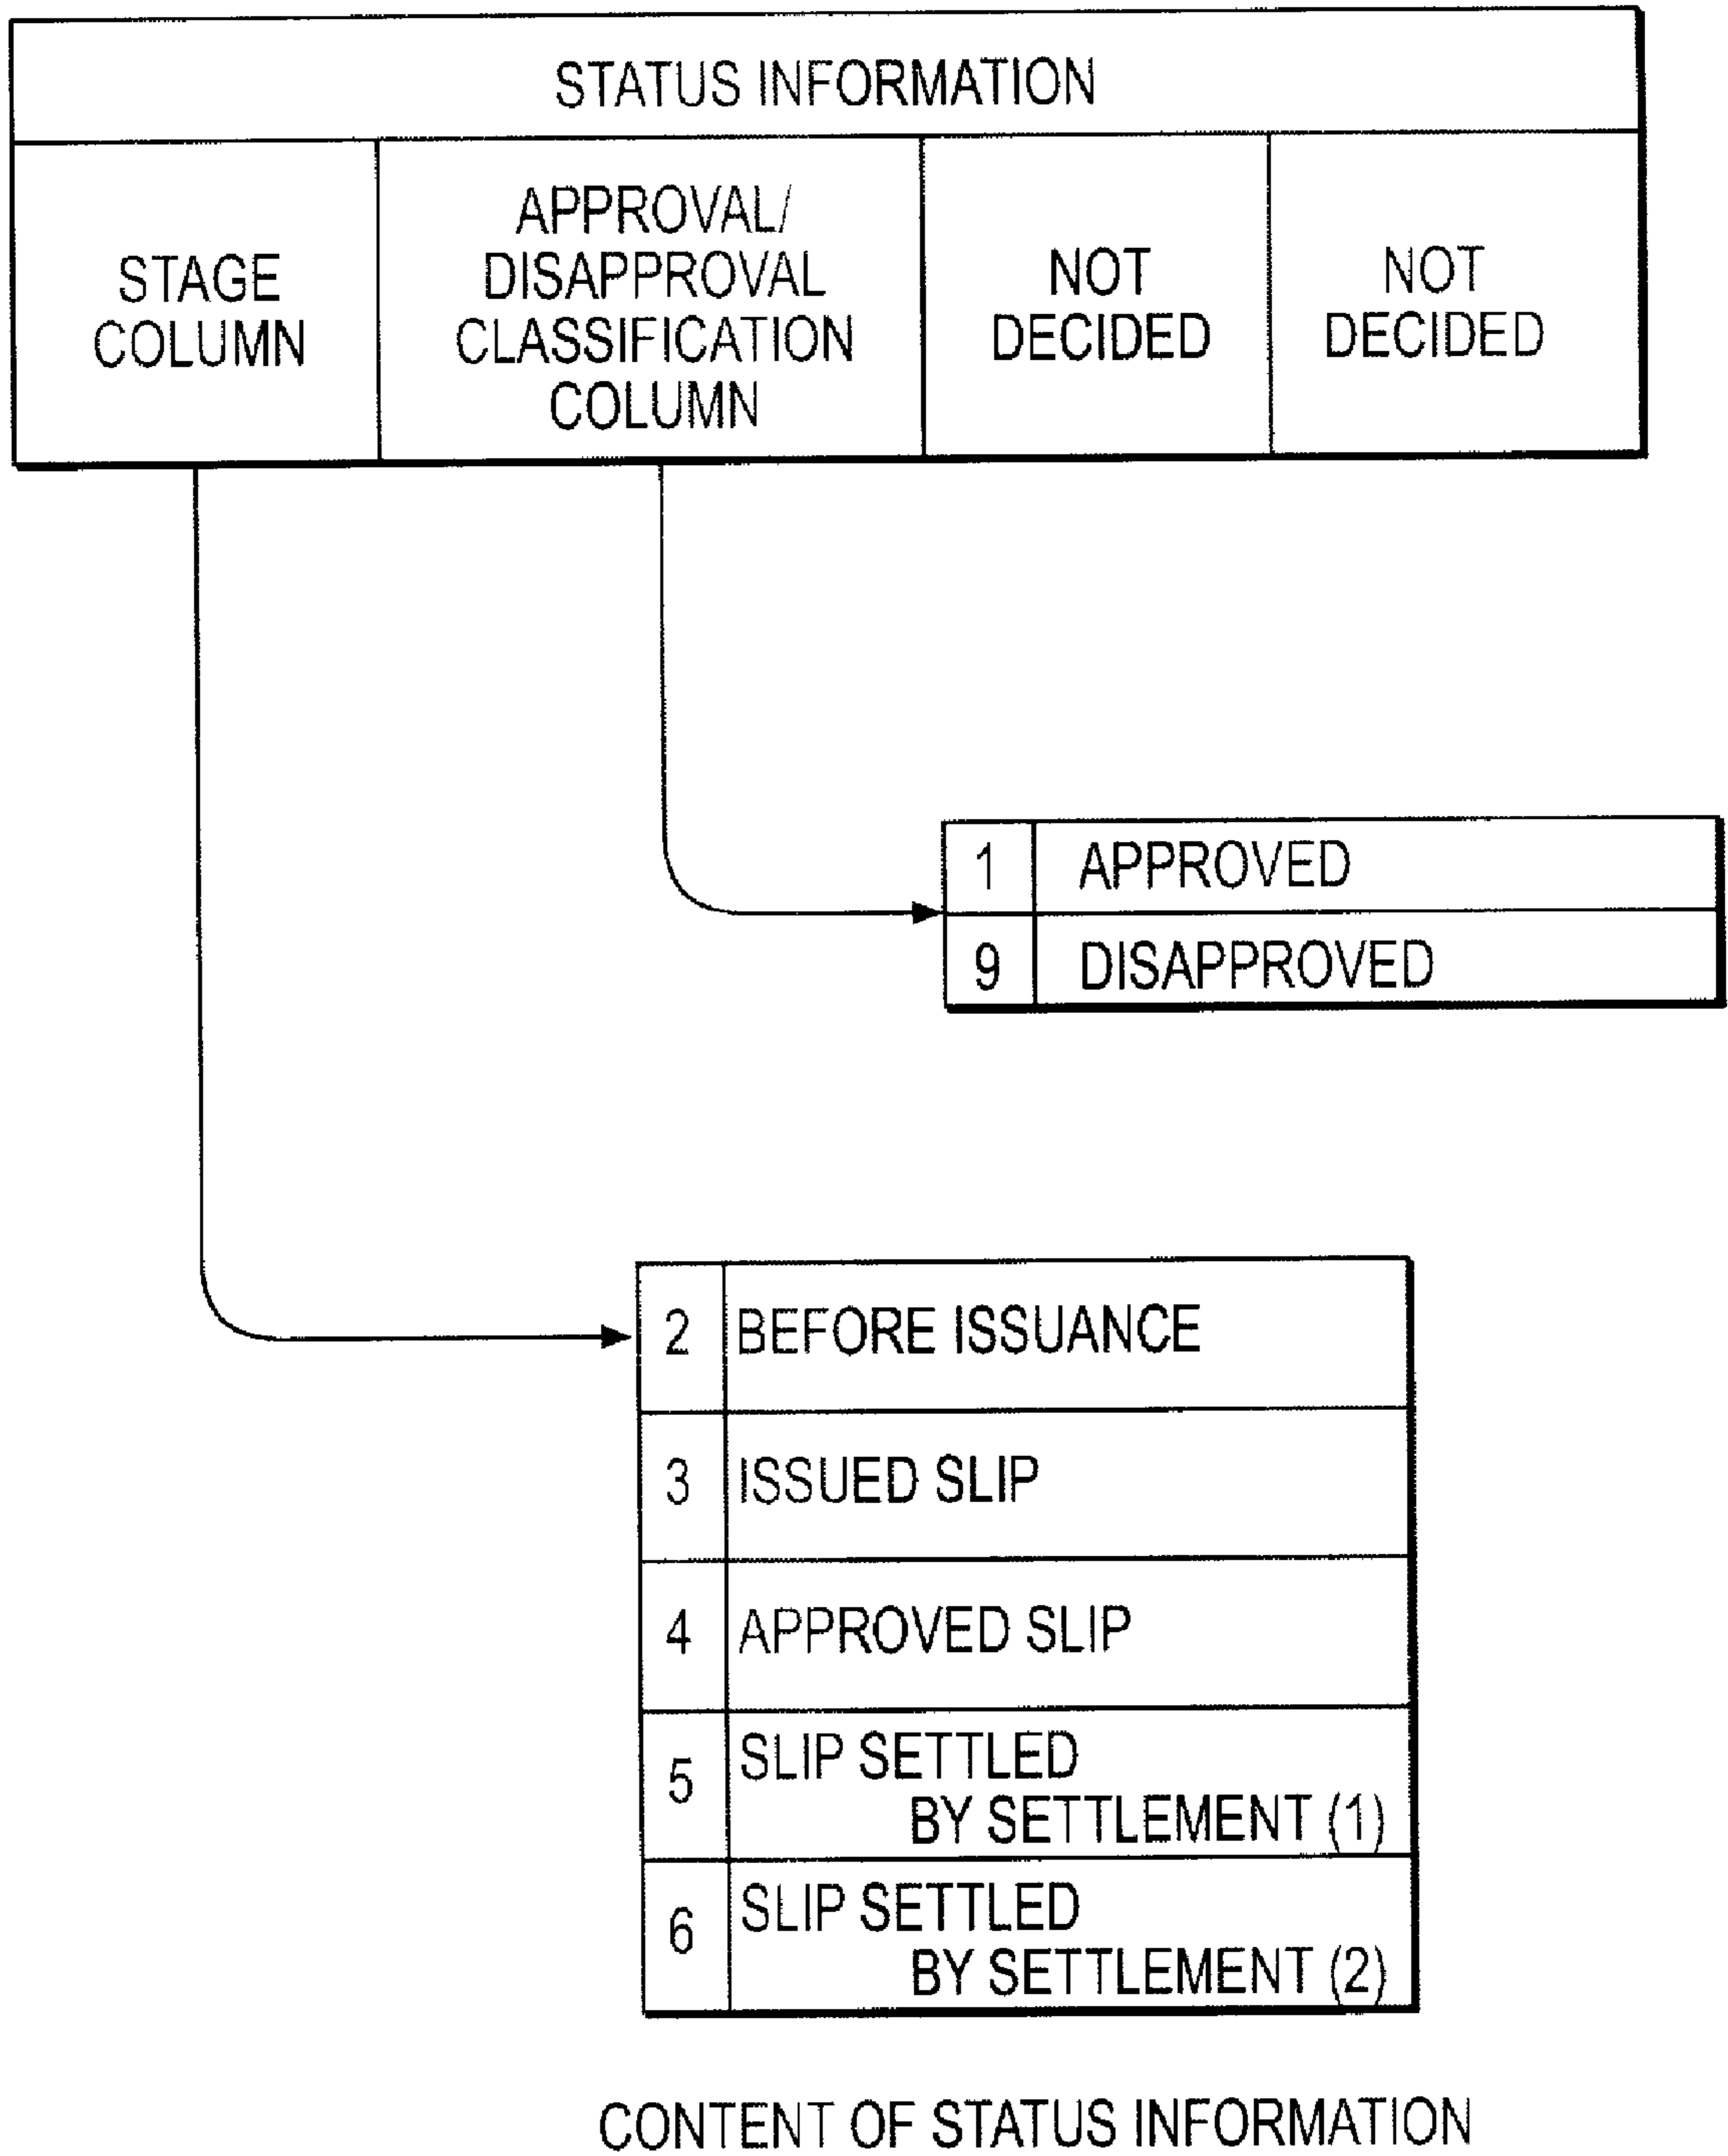 STATUS INFORMATION
STAGE
COLUMN
APPROVAL/
DISAPPROVAL
CLASSIFICATION
COLUMN
NOT
DECIDED
NOT
DECIDED
1 APPROVED
9 DISAPPROVED
2 BEFORE ISSUANCE
3 ISSUED SLIP
4 APPROVED SLIP
5 SLIP SETTLED
BY SETTLEMENT (1)
6 SLIP SETTLED
BY SETTLEMENT (2)
CONTENT OF STATUS INFORMATION